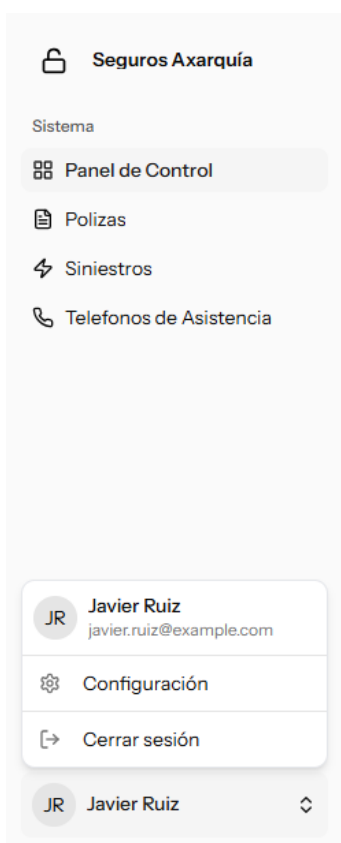 Seguros Axarquía
Sistema
Panel de Control
Polizas
Siniestros
Telefonos de Asistencia
JR
Javier Ruiz
javier.ruiz@example.com
Configuración
Cerrar sesión
JR
Javier Ruiz